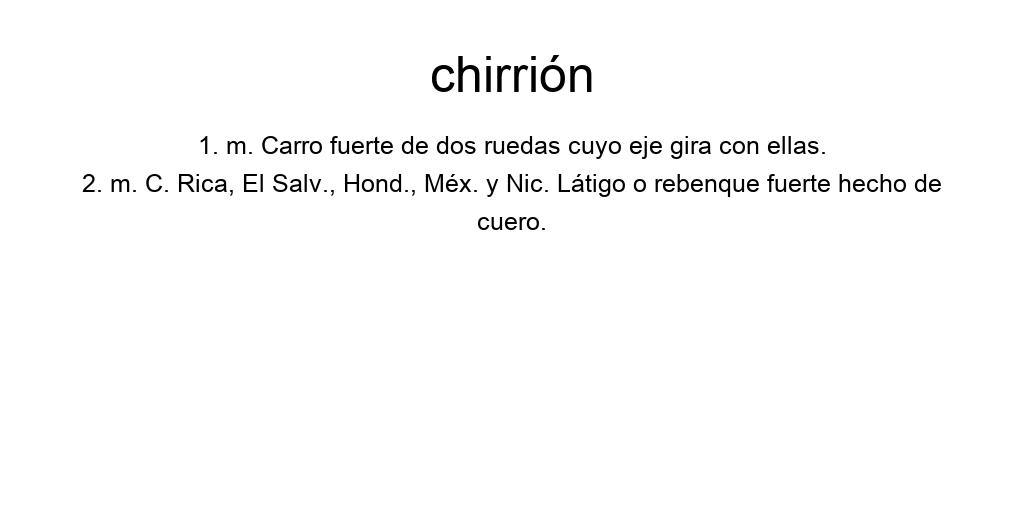 chirrión
1. m. Carro fuerte de dos ruedas cuyo eje gira con ellas.
2. m. C. Rica, El Salv., Hond., Méx. y Nic. Látigo o rebenque fuerte hecho de
cuero.